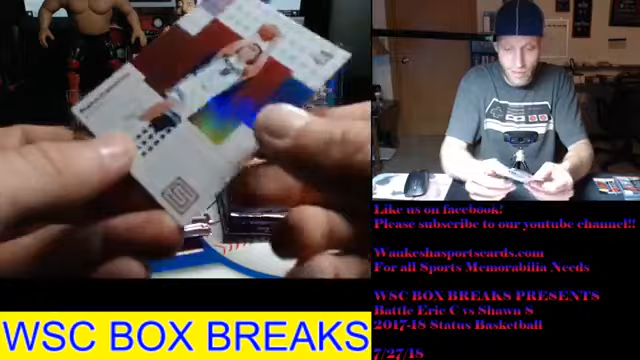 WSC BOX BREAKS
Like us on facebook!
Please subscribe to our youtube channel!!
Waukeshasportscards.com
For all Sports Memorabilia Needs
WSC BOX BREAKS PRESENTS
Battle Eric C vs Shawn S
2017-18 Status Basketball
7/27/18